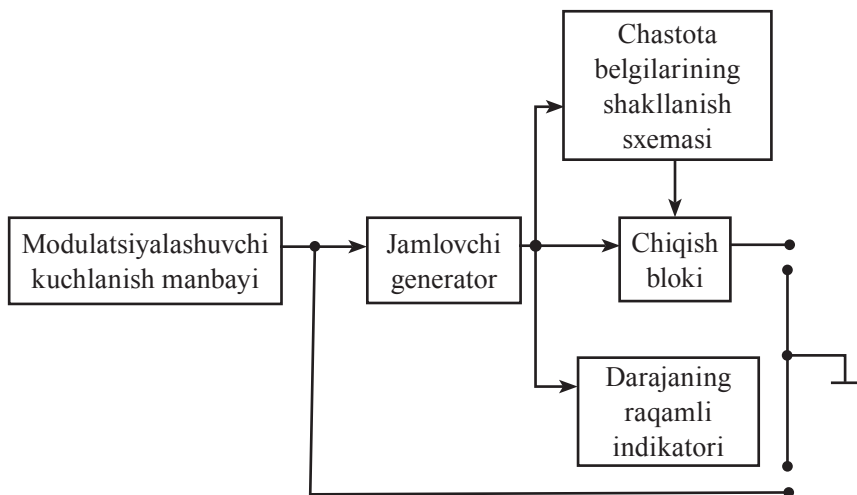 Chastota
belgilarining
shakllanish
sxemasi
Modulatsiyalashuvchi
kuchlanish manbayi
Jamlovchi
generator
Chiqish
bloki
Darajaning
raqamli
indikatori